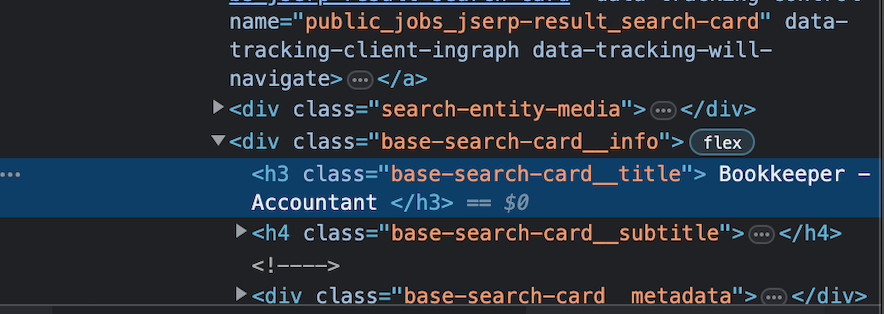 name="public_jobs_jserp-result_search-card" data-
tracking-client-ingraph data-tracking-will-
navigate> ⋯ </a>
▶<div class="search-entity-media"> ⋯ </div>
▼<div class="base-search-card__info"> flex
⋯ <h3 class="base-search-card__title"> Bookkeeper –
Accountant </h3> == $0
▶<h4 class="base-search-card__subtitle"> ⋯ </h4>
<!---->
▶<div class="base-search-card__metadata"> ⋯ </div>